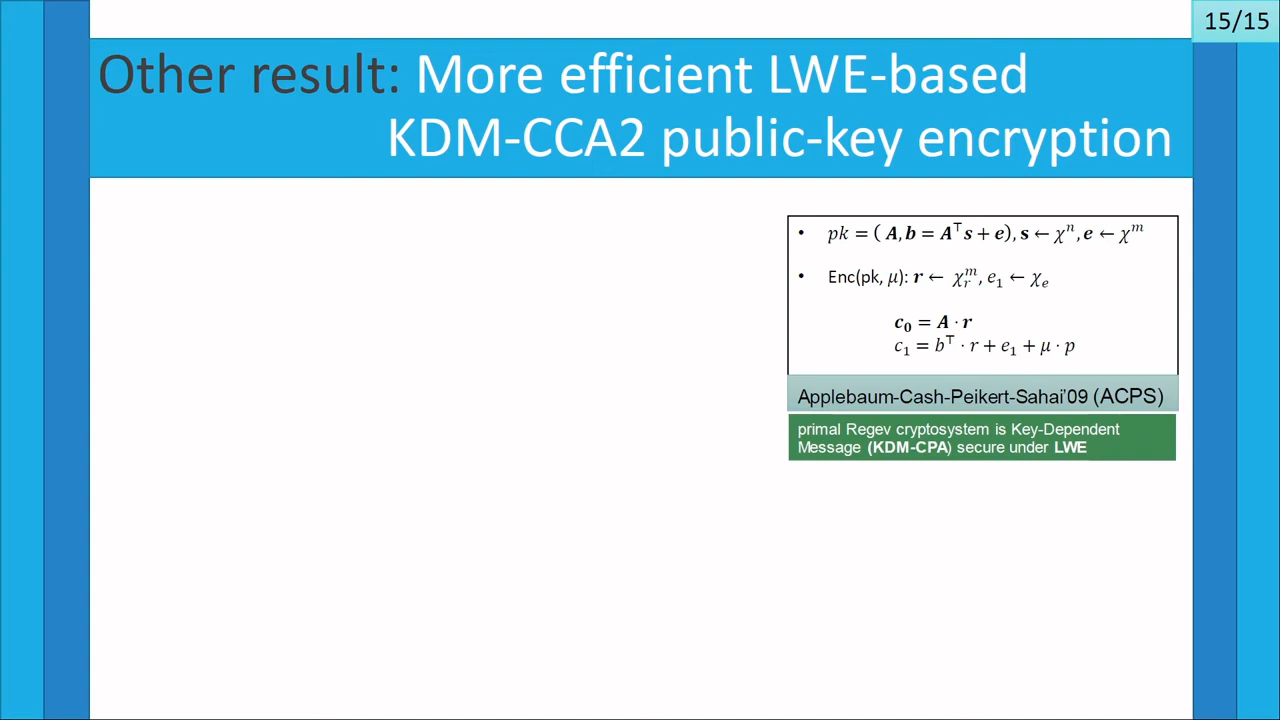 15/15
Other result: More efficient LWE-based
KDM-CCA2 public-key encryption
• pk = ( A, b = A⊤s + e), s ← χⁿ, e ← χᵐ
• Enc(pk, μ): r ← χᵣᵐ, e₁ ← χₑ
c₀ = A · r
c₁ = b⊤ · r + e₁ + μ · p
Applebaum-Cash-Peikert-Sahai'09 (ACPS)
primal Regev cryptosystem is Key-Dependent
Message (KDM-CPA) secure under LWE